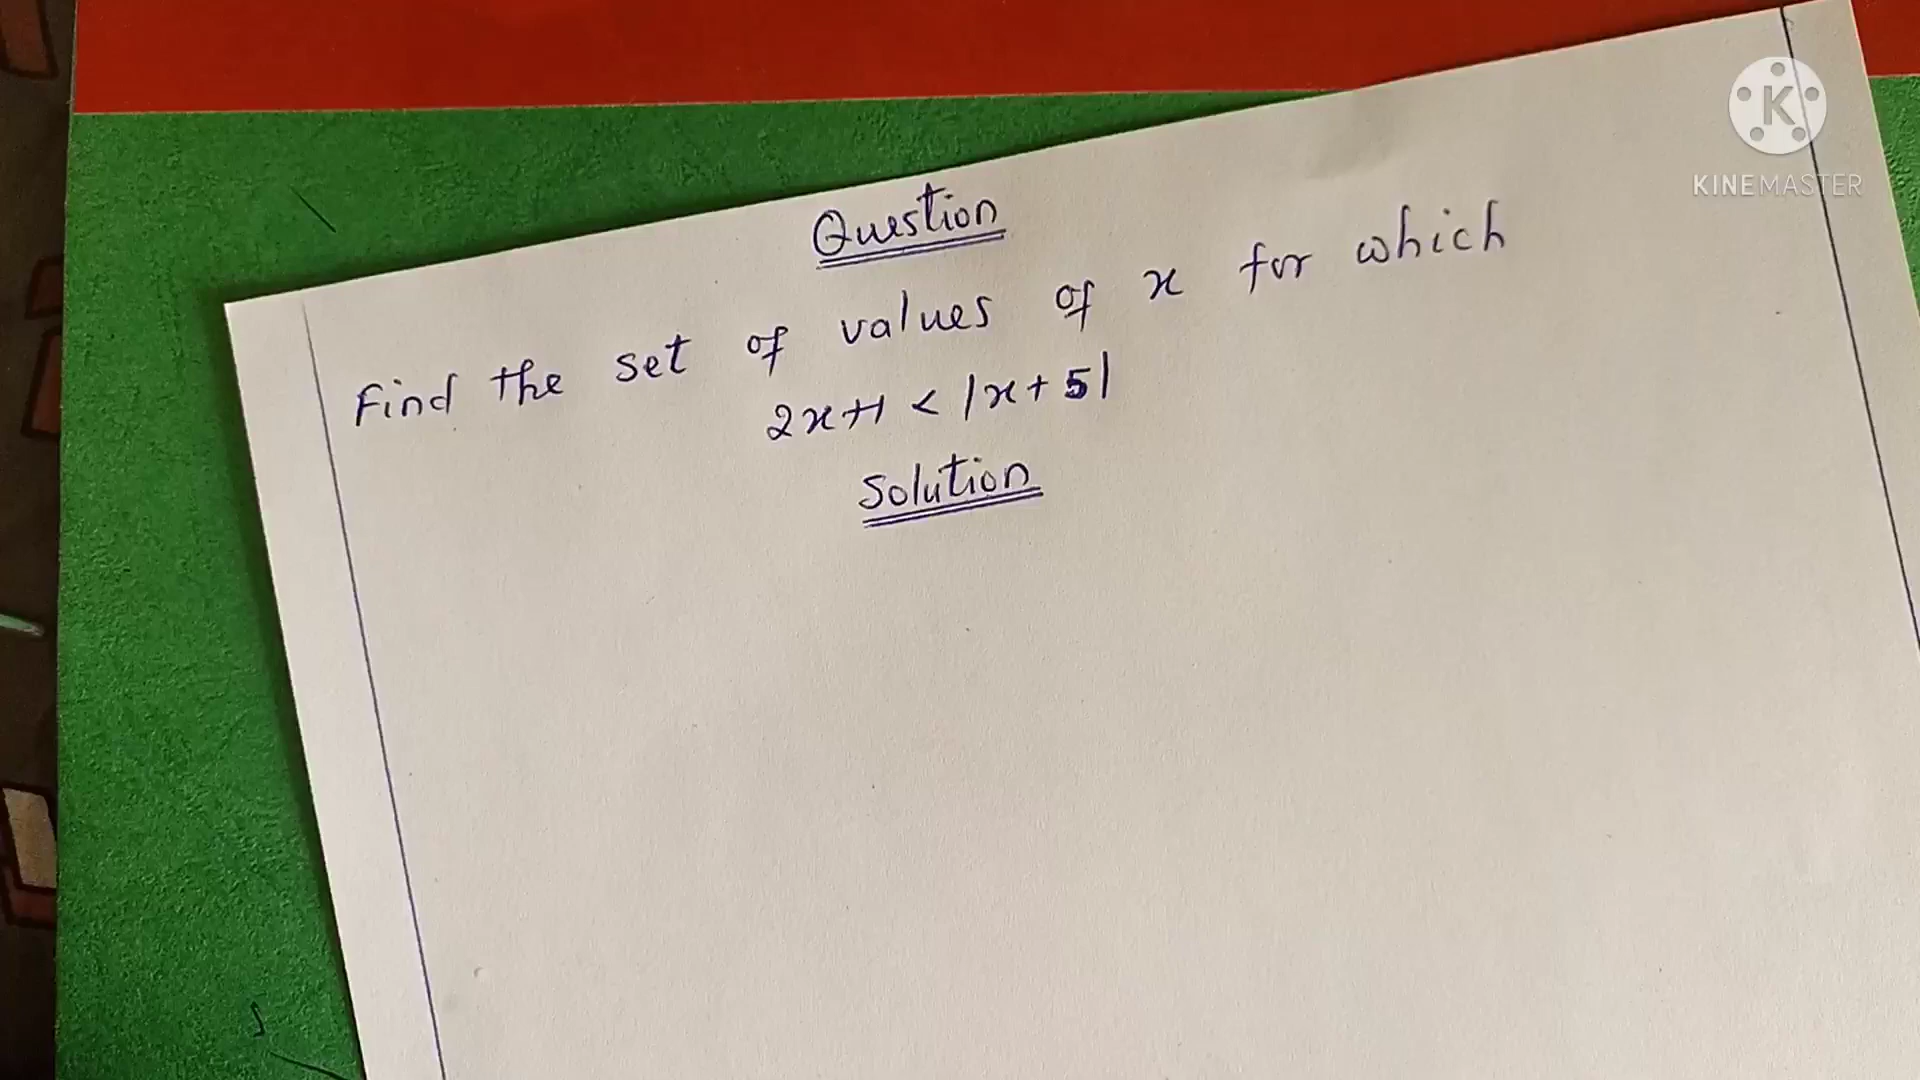 Question
Find the set of values of x for which
2x+1 < |x+5|
Solution
K
KINEMASTER